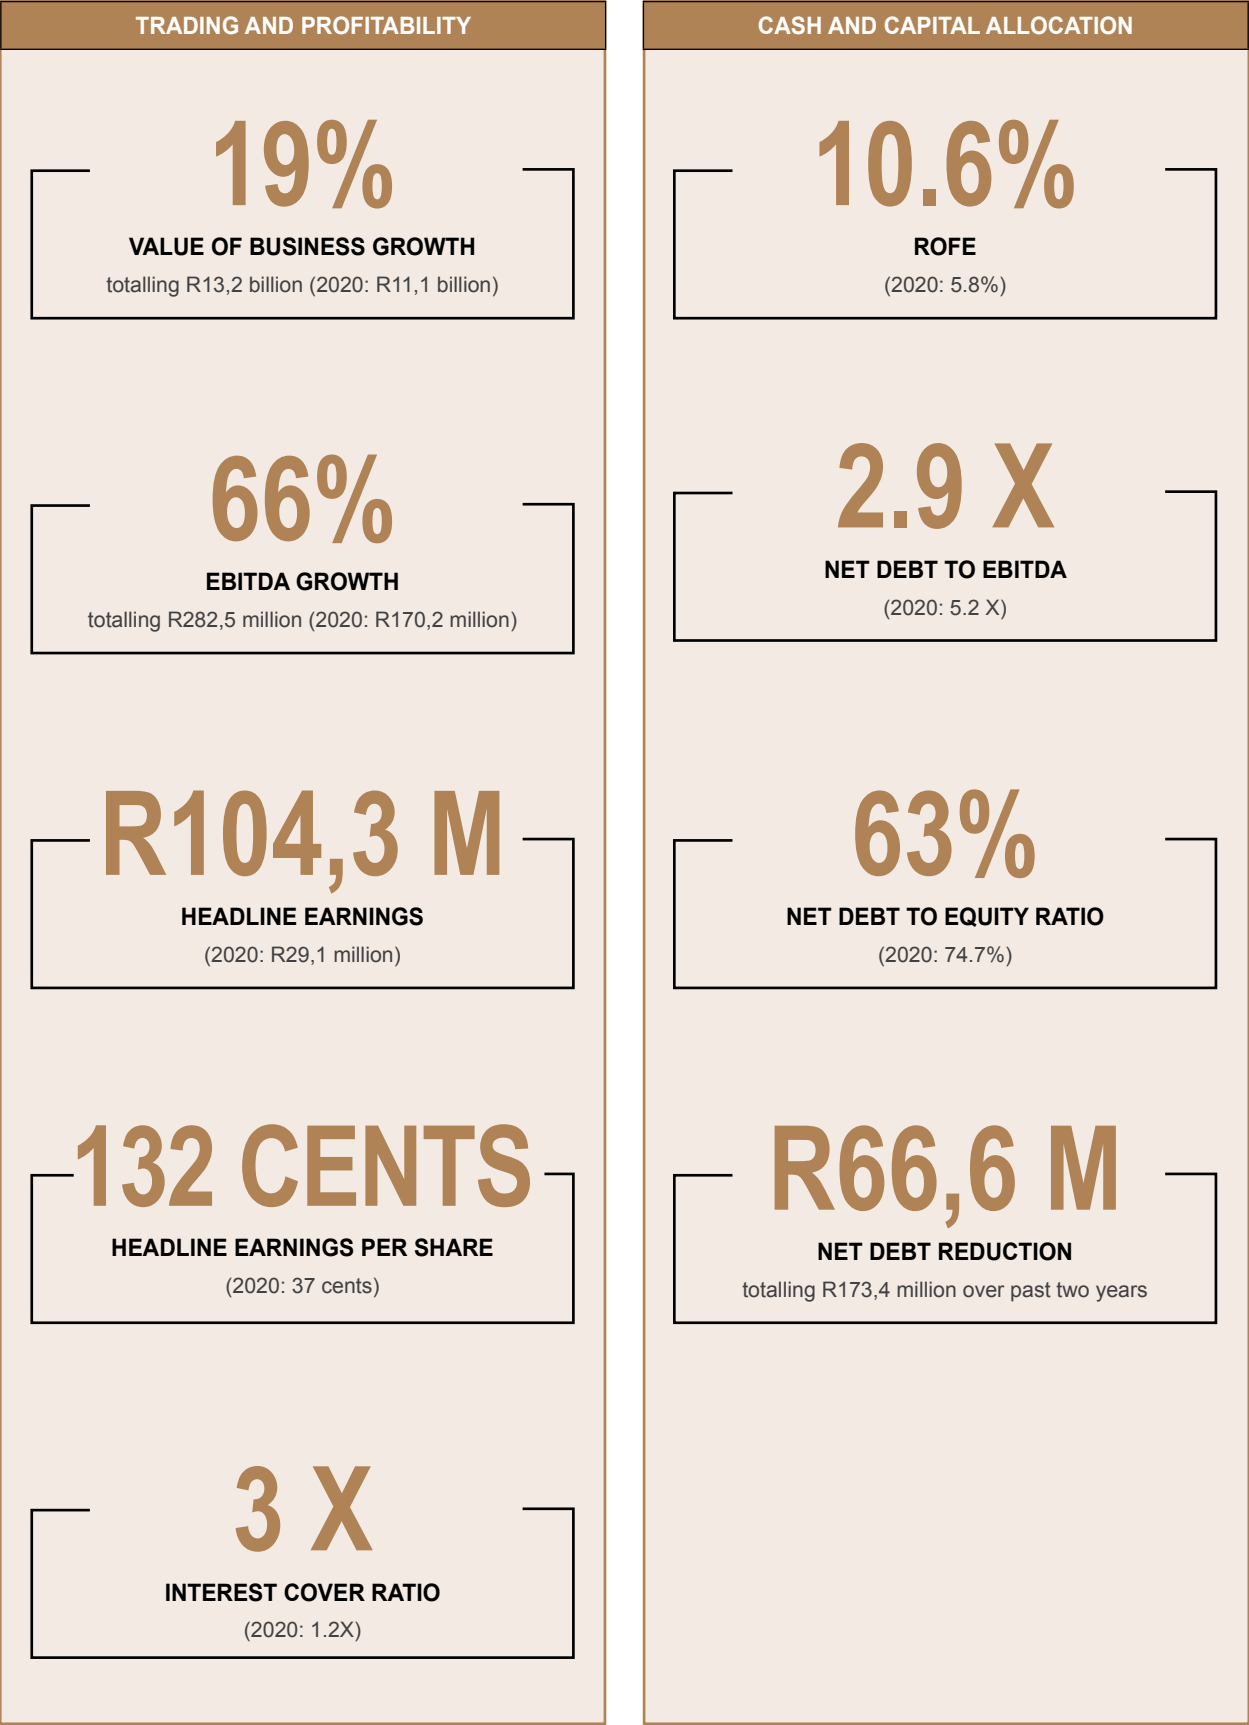 TRADING AND PROFITABILITY
19%
VALUE OF BUSINESS GROWTH
totalling R13,2 billion (2020: R11,1 billion)
66%
EBITDA GROWTH
totalling R282,5 million (2020: R170,2 million)
R104,3 M
HEADLINE EARNINGS
(2020: R29,1 million)
132 CENTS
HEADLINE EARNINGS PER SHARE
(2020: 37 cents)
3 X
INTEREST COVER RATIO
(2020: 1.2X)
CASH AND CAPITAL ALLOCATION
10.6%
ROFE
(2020: 5.8%)
2.9 X
NET DEBT TO EBITDA
(2020: 5.2 X)
63%
NET DEBT TO EQUITY RATIO
(2020: 74.7%)
R66,6 M
NET DEBT REDUCTION
totalling R173,4 million over past two years